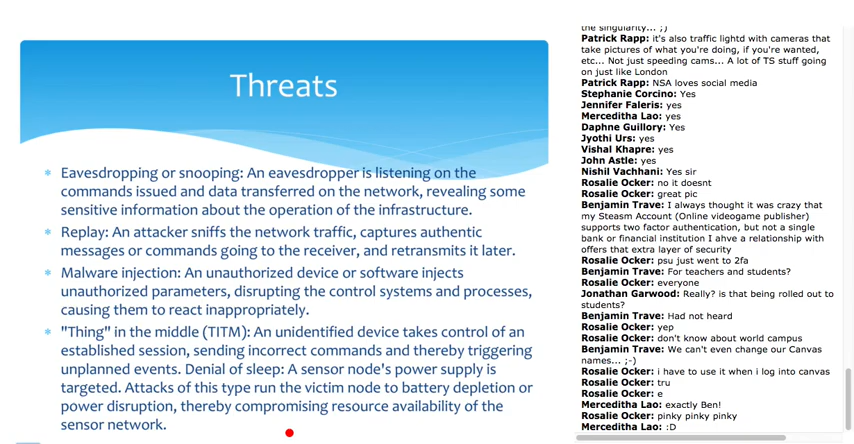 Threats
Eavesdropping or snooping: An eavesdropper is listening on the
commands issued and data transferred on the network, revealing some
sensitive information about the operation of the infrastructure.
Replay: An attacker sniffs the network traffic, captures authentic
messages or commands going to the receiver, and retransmits it later.
Malware injection: An unauthorized device or software injects
unauthorized parameters, disrupting the control systems and processes,
causing them to react inappropriately.
"Thing" in the middle (TITM): An unidentified device takes control of an
established session, sending incorrect commands and thereby triggering
unplanned events. Denial of sleep: A sensor node's power supply is
targeted. Attacks of this type run the victim node to battery depletion or
power disruption, thereby compromising resource availability of the
sensor network.
the singularity... ;)
Patrick Rapp: it's also traffic lightd with cameras that
take pictures of what you're doing, if you're wanted,
etc... Not just speeding cams... A lot of TS stuff going
on just like London
Patrick Rapp: NSA loves social media
Stephanie Corcino: Yes
Jennifer Faleris: yes
Merceditha Lao: yes
Daphne Guillory: Yes
Jyothi Urs: yes
Vishal Khapre: yes
John Astle: yes
Nishil Vachhani: Yes sir
Rosalie Ocker: no it doesnt
Rosalie Ocker: great pic
Benjamin Trave: I always thought it was crazy that
my Steasm Account (Online videogame publisher)
supports two factor authentication, but not a single
bank or financial institution I ahve a relationship with
offers that extra layer of security
Rosalie Ocker: psu just went to 2fa
Benjamin Trave: For teachers and students?
Rosalie Ocker: everyone
Jonathan Garwood: Really? is that being rolled out to
students?
Benjamin Trave: Had not heard
Rosalie Ocker: yep
Rosalie Ocker: don't know about world campus
Benjamin Trave: We can't even change our Canvas
names... ;-)
Rosalie Ocker: i have to use it when i log into canvas
Rosalie Ocker: tru
Rosalie Ocker: e
Merceditha Lao: exactly Ben!
Rosalie Ocker: pinky pinky pinky
Merceditha Lao: :D